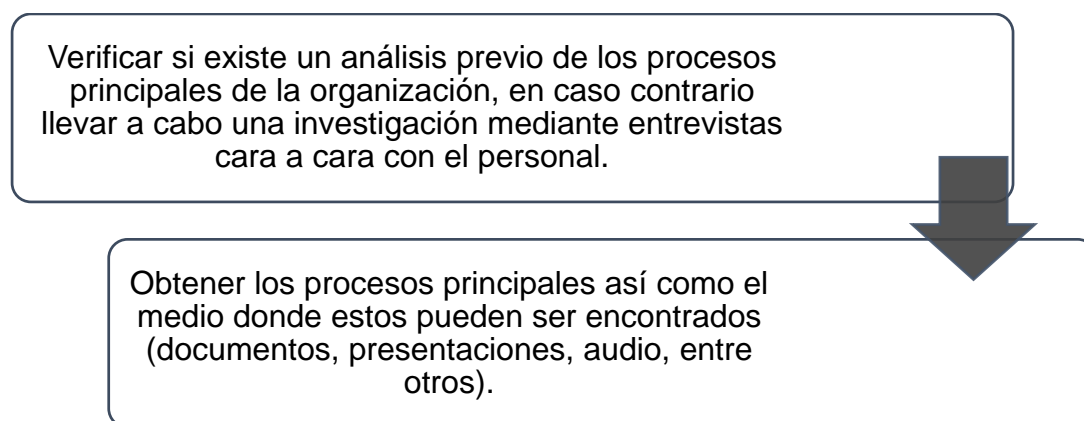 Verificar si existe un análisis previo de los procesos
principales de la organización, en caso contrario
llevar a cabo una investigación mediante entrevistas
cara a cara con el personal.
Obtener los procesos principales así como el
medio donde estos pueden ser encontrados
(documentos, presentaciones, audio, entre
otros).